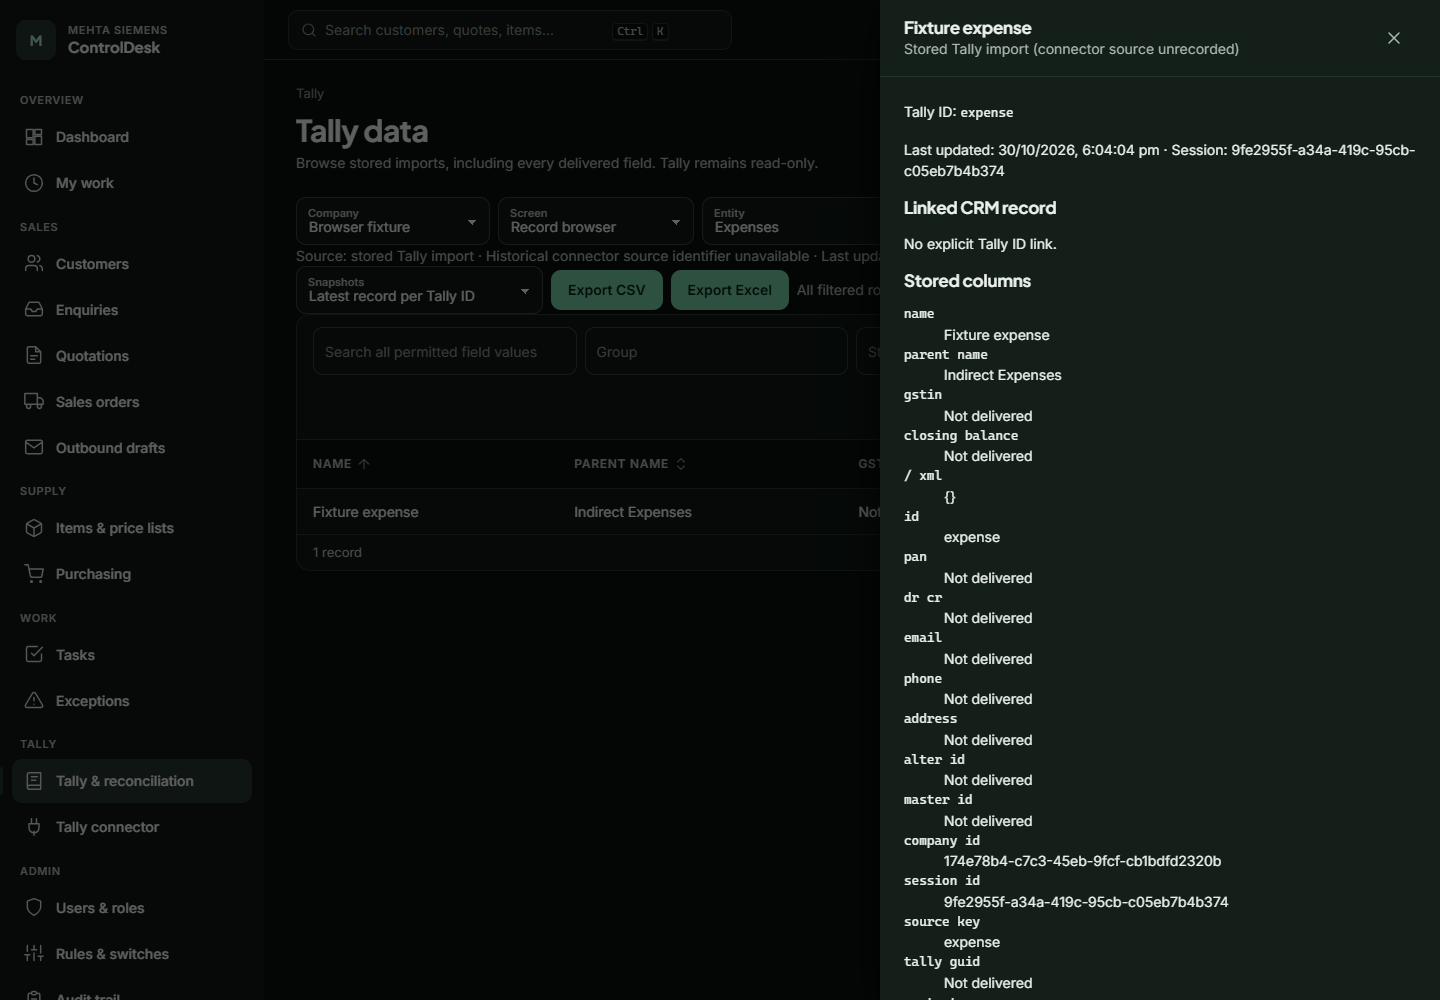 M
MEHTA SIEMENS
ControlDesk
OVERVIEW
Dashboard
My work
SALES
Customers
Enquiries
Quotations
Sales orders
Outbound drafts
SUPPLY
Items & price lists
Purchasing
WORK
Tasks
Exceptions
TALLY
Tally & reconciliation
Tally connector
ADMIN
Users & roles
Rules & switches
Audit trail
Search customers, quotes, items...
Ctrl K
Tally
Tally data
Browse stored imports, including every delivered field. Tally remains read-only.
Company
Browser fixture
Screen
Record browser
Entity
Expenses
Source: stored Tally import · Historical connector source identifier unavailable · Last upda
Snapshots
Latest record per Tally ID
Export CSV
Export Excel
All filtered ro
Search all permitted field values
Group
St
NAME
PARENT NAME
GST
Fixture expense
Indirect Expenses
Not
1 record
Fixture expense
Stored Tally import (connector source unrecorded)
Tally ID: expense
Last updated: 30/10/2026, 6:04:04 pm · Session: 9fe2955f-a34a-419c-95cb-
c05eb7b4b374
Linked CRM record
No explicit Tally ID link.
Stored columns
name
Fixture expense
parent name
Indirect Expenses
gstin
Not delivered
closing balance
Not delivered
/ xml
{}
id
expense
pan
Not delivered
dr cr
Not delivered
email
Not delivered
phone
Not delivered
address
Not delivered
alter id
Not delivered
master id
Not delivered
company id
174e78b4-c7c3-45eb-9fcf-cb1bdfd2320b
session id
9fe2955f-a34a-419c-95cb-c05eb7b4b374
source key
expense
tally guid
Not delivered